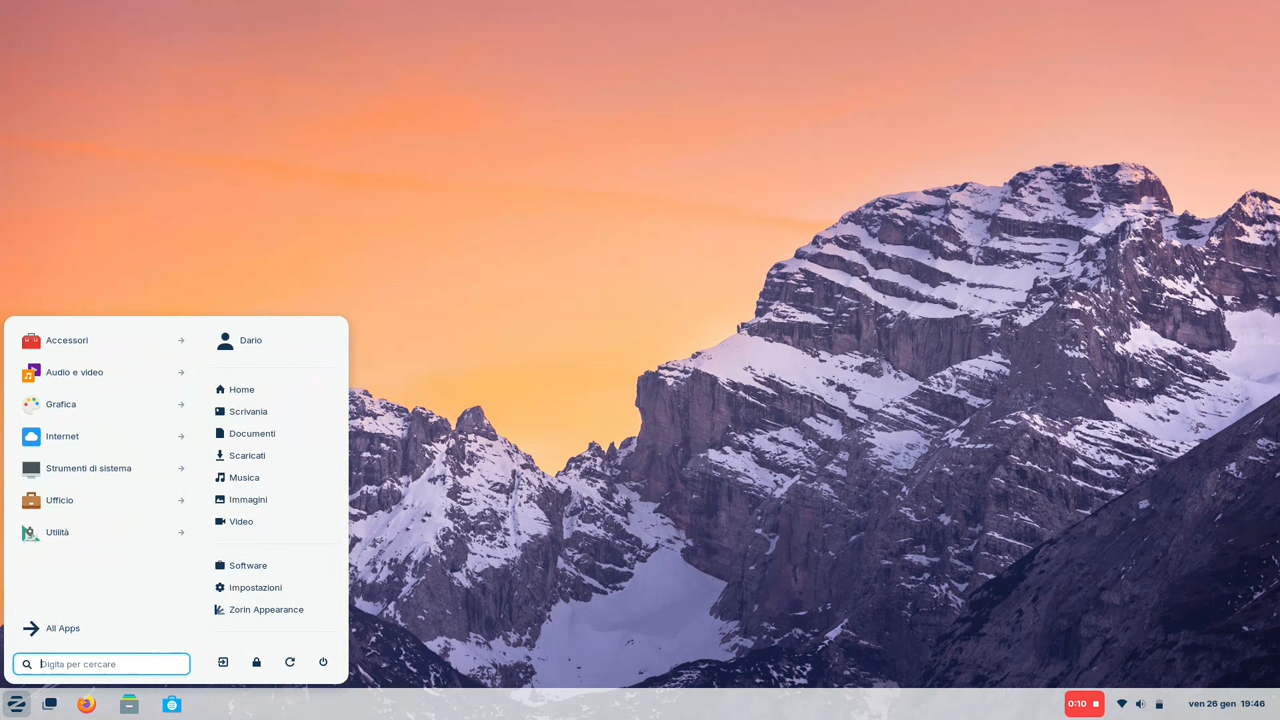 Accessori
Audio e video
Grafica
Internet
Strumenti di sistema
Ufficio
Utilità
All Apps
Digita per cercare
Dario
Home
Scrivania
Documenti
Scaricati
Musica
Immagini
Video
Software
Impostazioni
Zorin Appearance
0:10
ven 26 gen 19:46